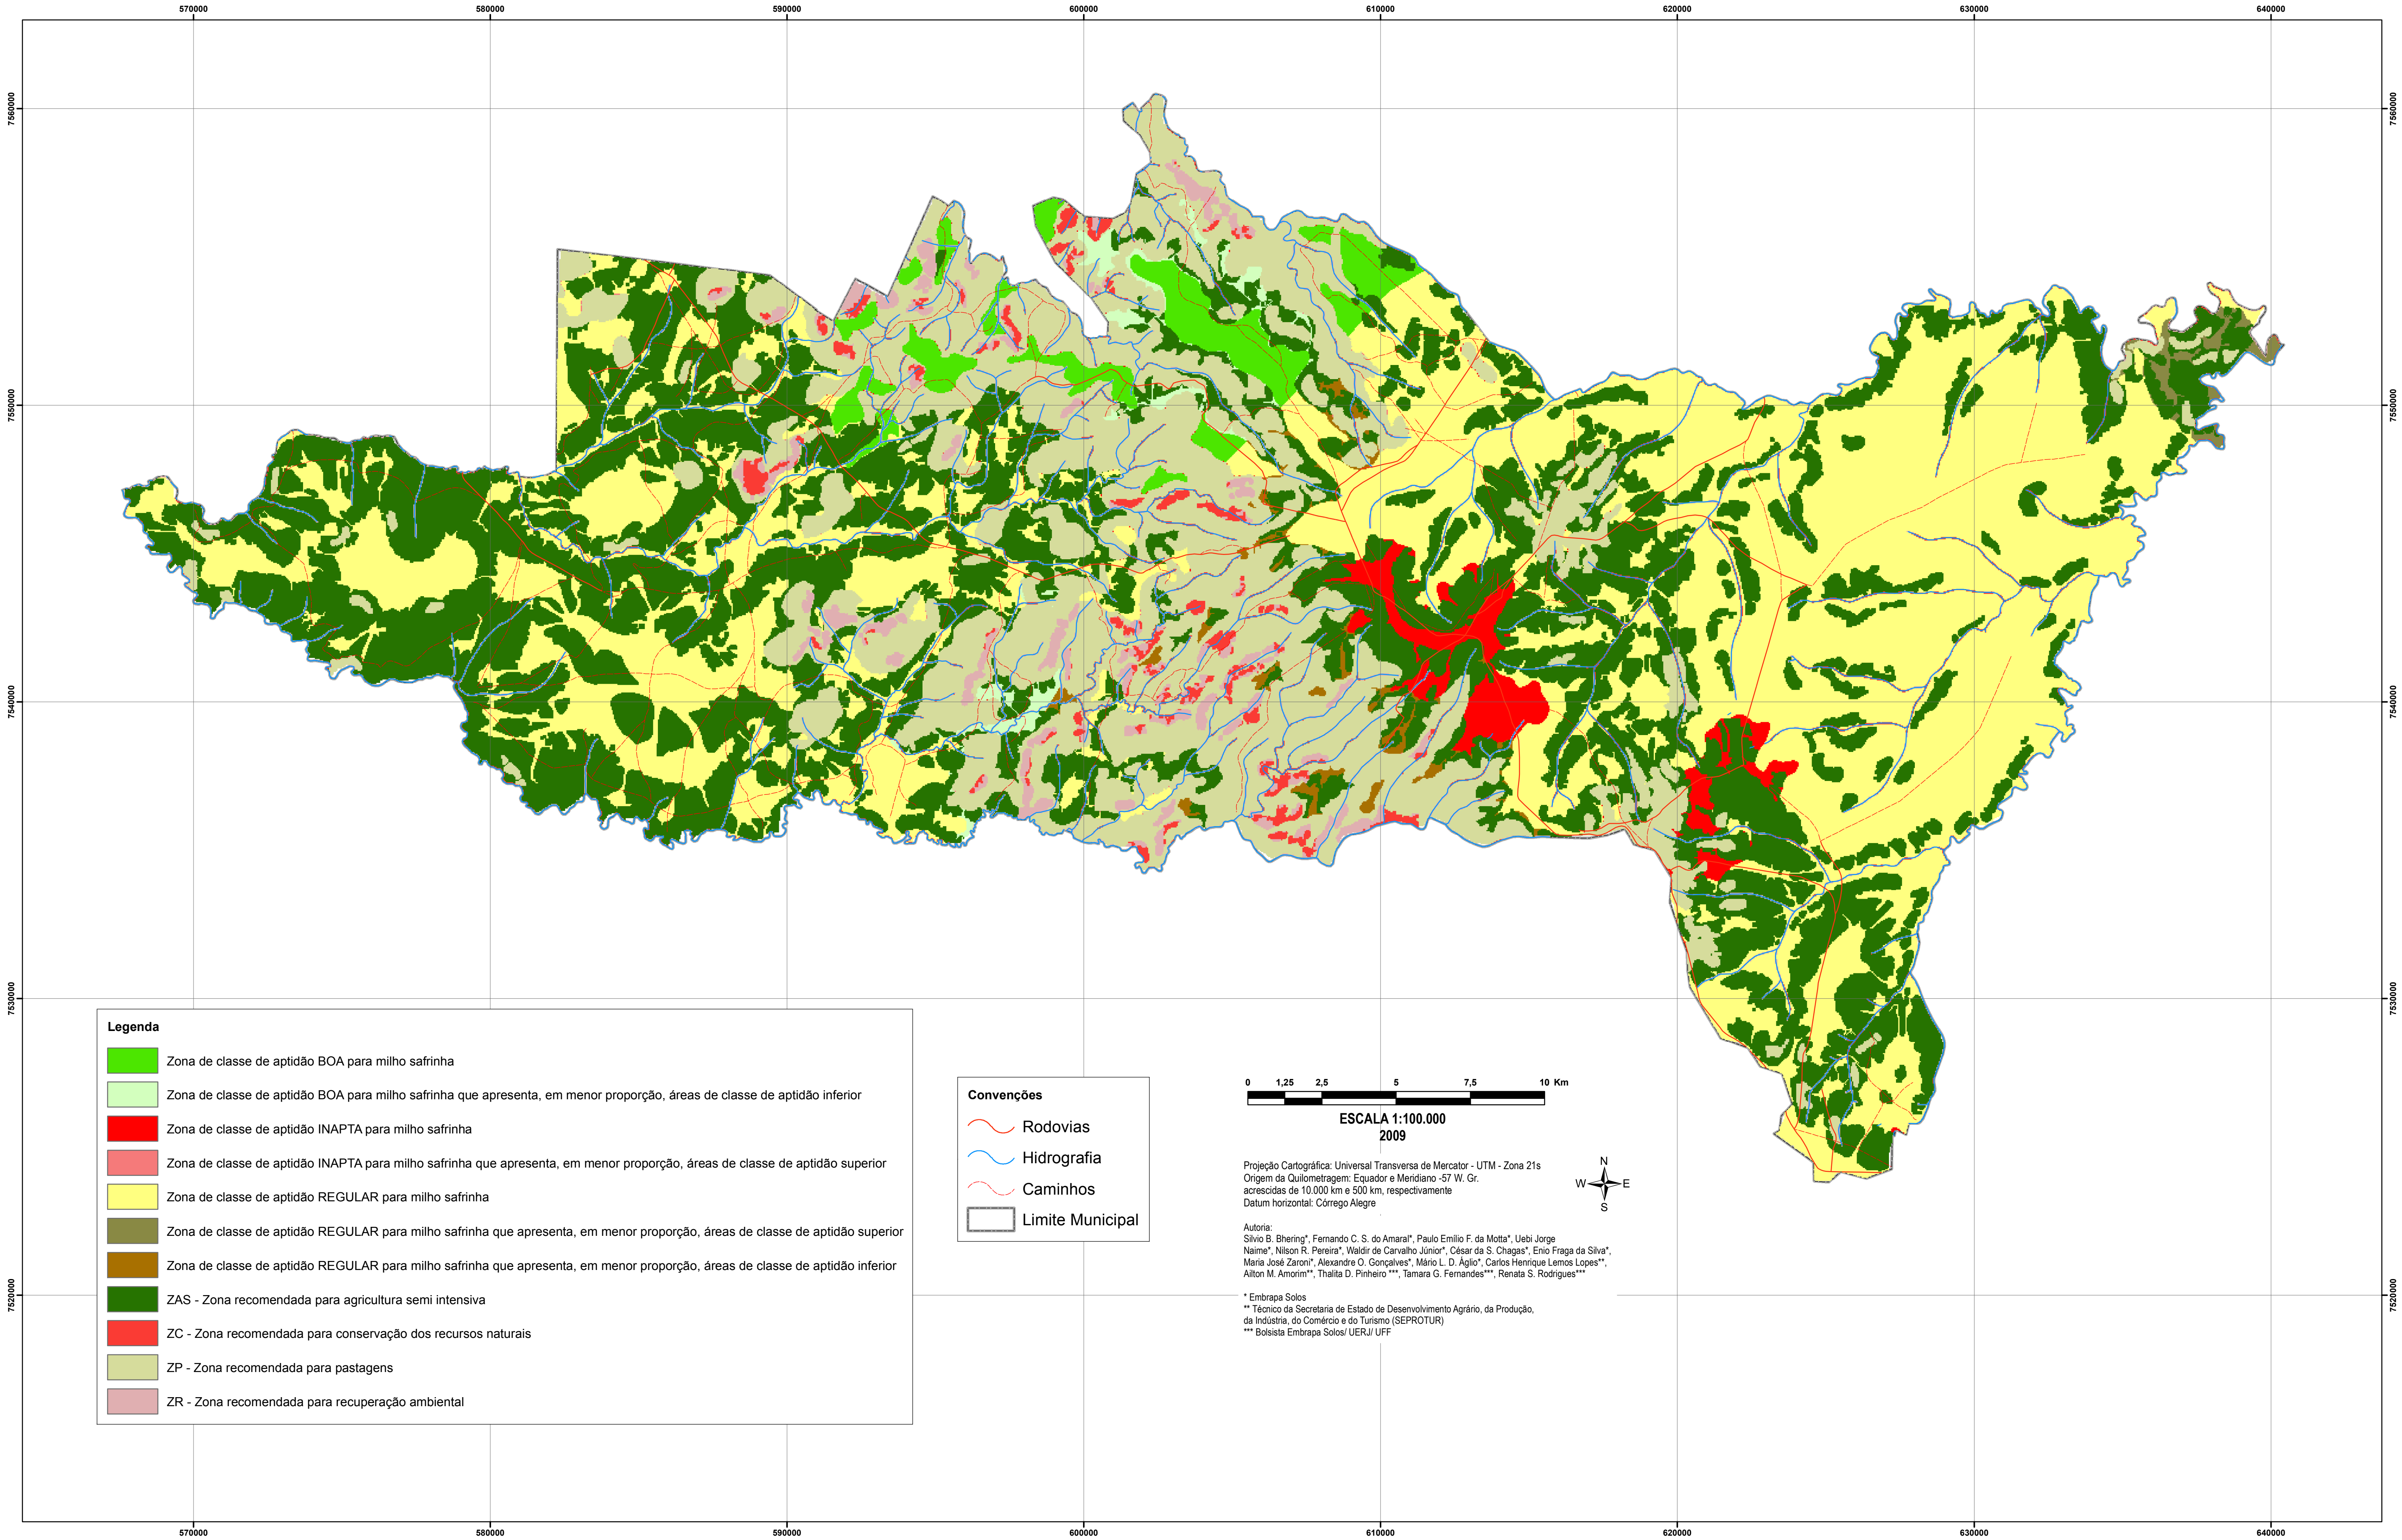 570000 580000 590000 600000 610000 620000 630000 640000
7560000 7560000
7550000 7550000
7540000 7540000
7530000 7530000
7520000 7520000
Legenda
Zona de classe de aptidão BOA para milho safrinha
Zona de classe de aptidão BOA para milho safrinha que apresenta, em menor proporção, áreas de classe de aptidão inferior
Zona de classe de aptidão INAPTA para milho safrinha
Zona de classe de aptidão INAPTA para milho safrinha que apresenta, em menor proporção, áreas de classe de aptidão superior
Zona de classe de aptidão REGULAR para milho safrinha
Zona de classe de aptidão REGULAR para milho safrinha que apresenta, em menor proporção, áreas de classe de aptidão superior
Zona de classe de aptidão REGULAR para milho safrinha que apresenta, em menor proporção, áreas de classe de aptidão inferior
ZAS - Zona recomendada para agricultura semi intensiva
ZC - Zona recomendada para conservação dos recursos naturais
ZP - Zona recomendada para pastagens
ZR - Zona recomendada para recuperação ambiental
Convenções
Rodovias
Hidrografia
Caminhos
Limite Municipal
0 1,25 2,5 5 7,5 10 Km
ESCALA 1:100.000
2009
Projeção Cartográfica: Universal Transversa de Mercator - UTM - Zona 21s
Origem da Quilometragem: Equador e Meridiano -57 W. Gr.
acrescidas de 10.000 km e 500 km, respectivamente
Datum horizontal: Córrego Alegre
N
W E
S
Autoria:
Silvio B. Bhering*, Fernando C. S. do Amaral*, Paulo Emílio F. da Motta*, Uebi Jorge
Naime*, Nilson R. Pereira*, Waldir de Carvalho Júnior*, César da S. Chagas*, Enio Fraga da Silva*,
Maria José Zaroni*, Alexandre O. Gonçalves*, Mário L. D. Áglio*, Carlos Henrique Lemos Lopes**,
Ailton M. Amorim**, Thalita D. Pinheiro ***, Tamara G. Fernandes***, Renata S. Rodrigues***
* Embrapa Solos
** Técnico da Secretaria de Estado de Desenvolvimento Agrário, da Produção,
da Indústria, do Comércio e do Turismo (SEPROTUR)
*** Bolsista Embrapa Solos/ UERJ/ UFF
570000 580000 590000 600000 610000 620000 630000 640000